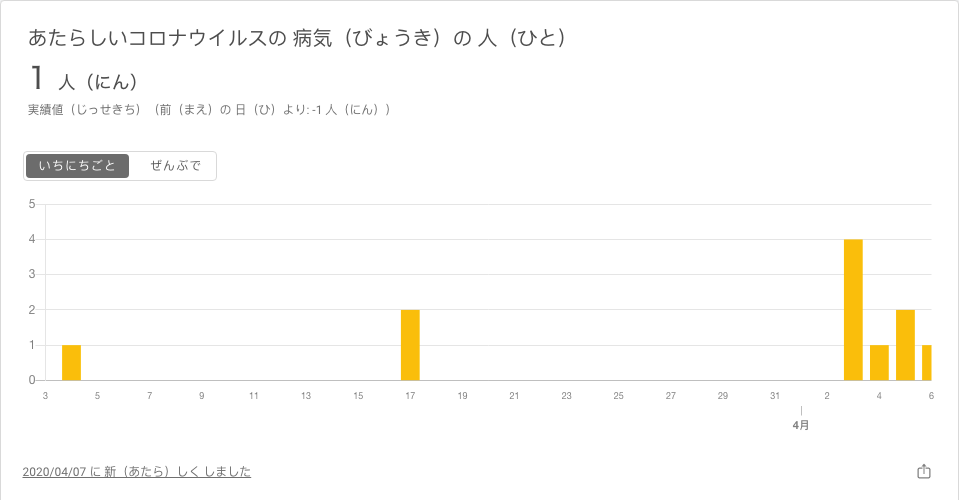 あたらしいコロナウイルスの 病気（びょうき）の 人（ひと）
1 人（にん）
実績値（じっせきち）（前（まえ）の 日（ひ）より: -1 人（にん））
いちにちごと ぜんぶで
5
4
3
2
1
0
3 5 7 9 11 13 15 17 19 21 23 25 27 29 31 2 4 6
4月
2020/04/07 に 新（あたら）しく しました